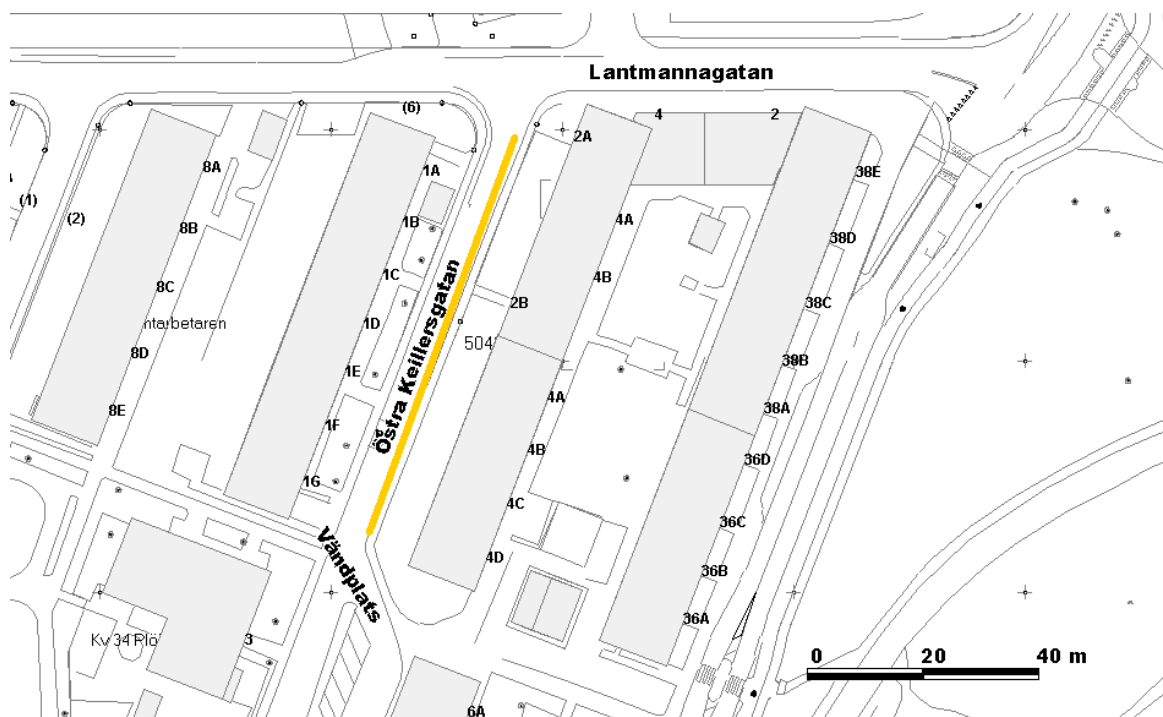 Lantmannagatan
(6)
4
2
2A
8A
1A
38E
(1)
(2)
8B
1B
4A
38D
1C
4B
8C
2B
38C
ntarbetaren
1D
504
8D
38B
1E
Östra Keillersgatan
4A
8E
38A
1F
4B
36D
1G
4C
36C
Vändplats
4D
36B
36A
Kv 34 Plö
3
0 20 40 m
6A